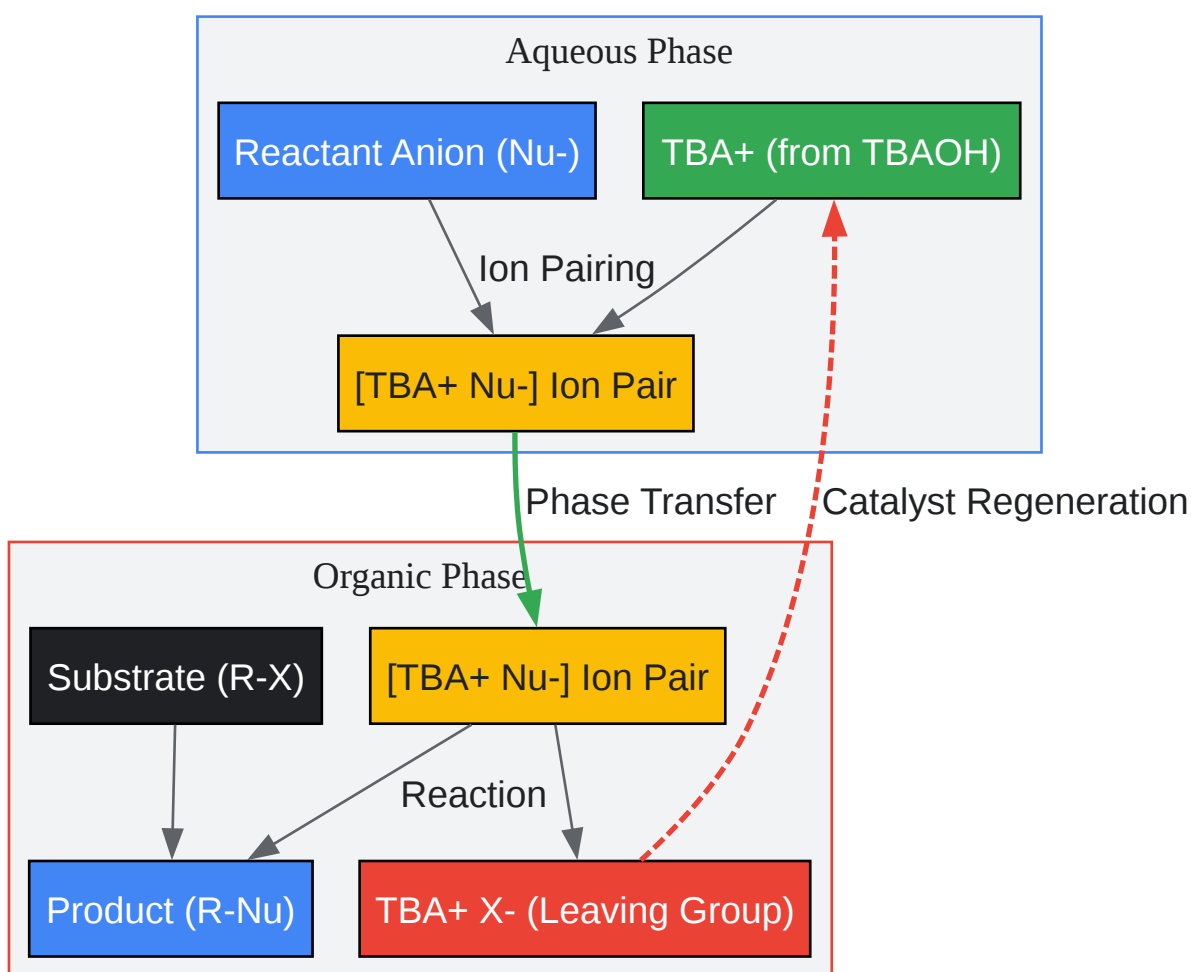 Aqueous Phase
Reactant Anion (Nu-)
TBA+ (from TBAOH)
Ion Pairing
[TBA+ Nu-] Ion Pair
Phase Transfer
Catalyst Regeneration
Organic Phase
Substrate (R-X)
[TBA+ Nu-] Ion Pair
Reaction
Product (R-Nu)
TBA+ X- (Leaving Group)